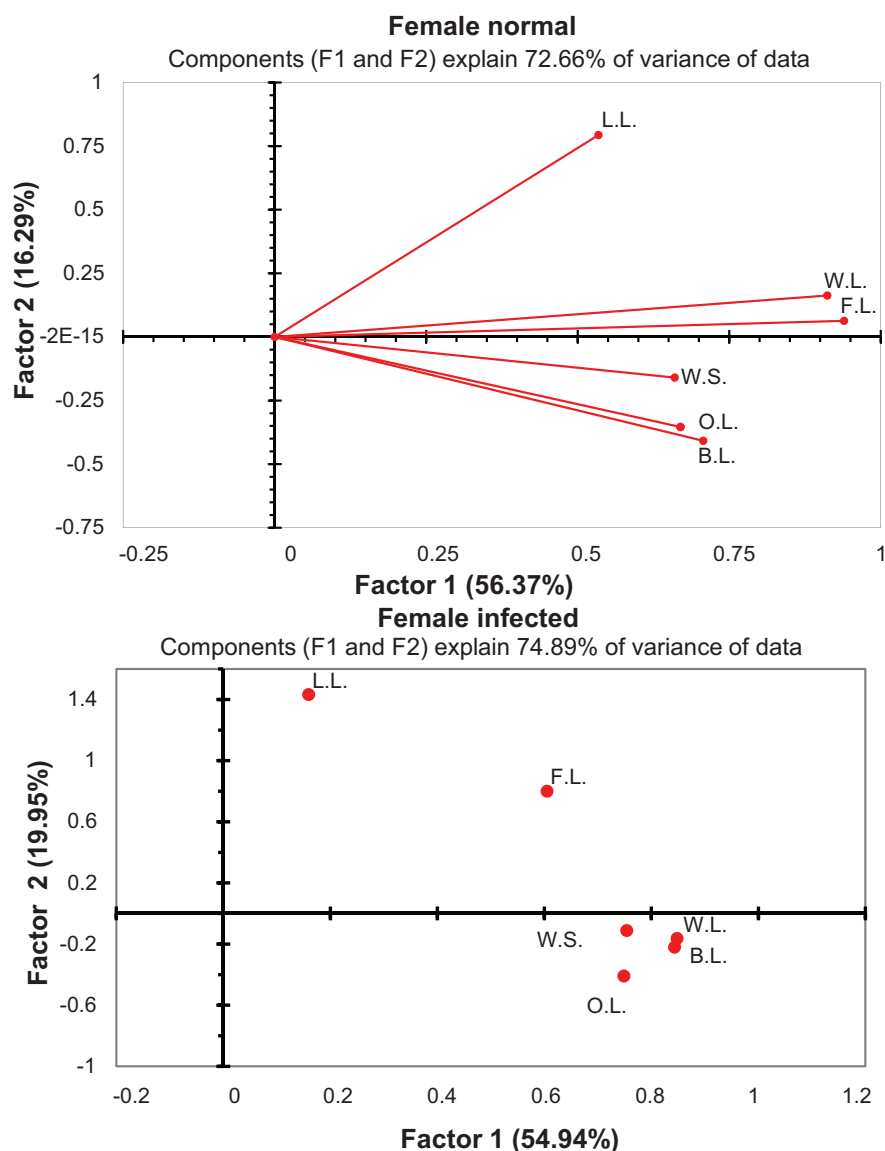 Female normal
Components (F1 and F2) explain 72.66% of variance of data
1
0.75
0.5
0.25
-2E-15
-0.25
-0.5
-0.75
Factor 2 (16.29%)
L.L.
W.L.
F.L.
W.S.
O.L.
B.L.
-0.25 0 0.25 0.5 0.75 1
Factor 1 (56.37%)
Female infected
Components (F1 and F2) explain 74.89% of variance of data
1.4
1
0.6
0.2
-0.2
-0.6
-1
Factor 2 (19.95%)
L.L.
F.L.
W.S.
W.L.
B.L.
O.L.
-0.2 0 0.2 0.6 0.6 0.8 1 1.2
Factor 1 (54.94%)